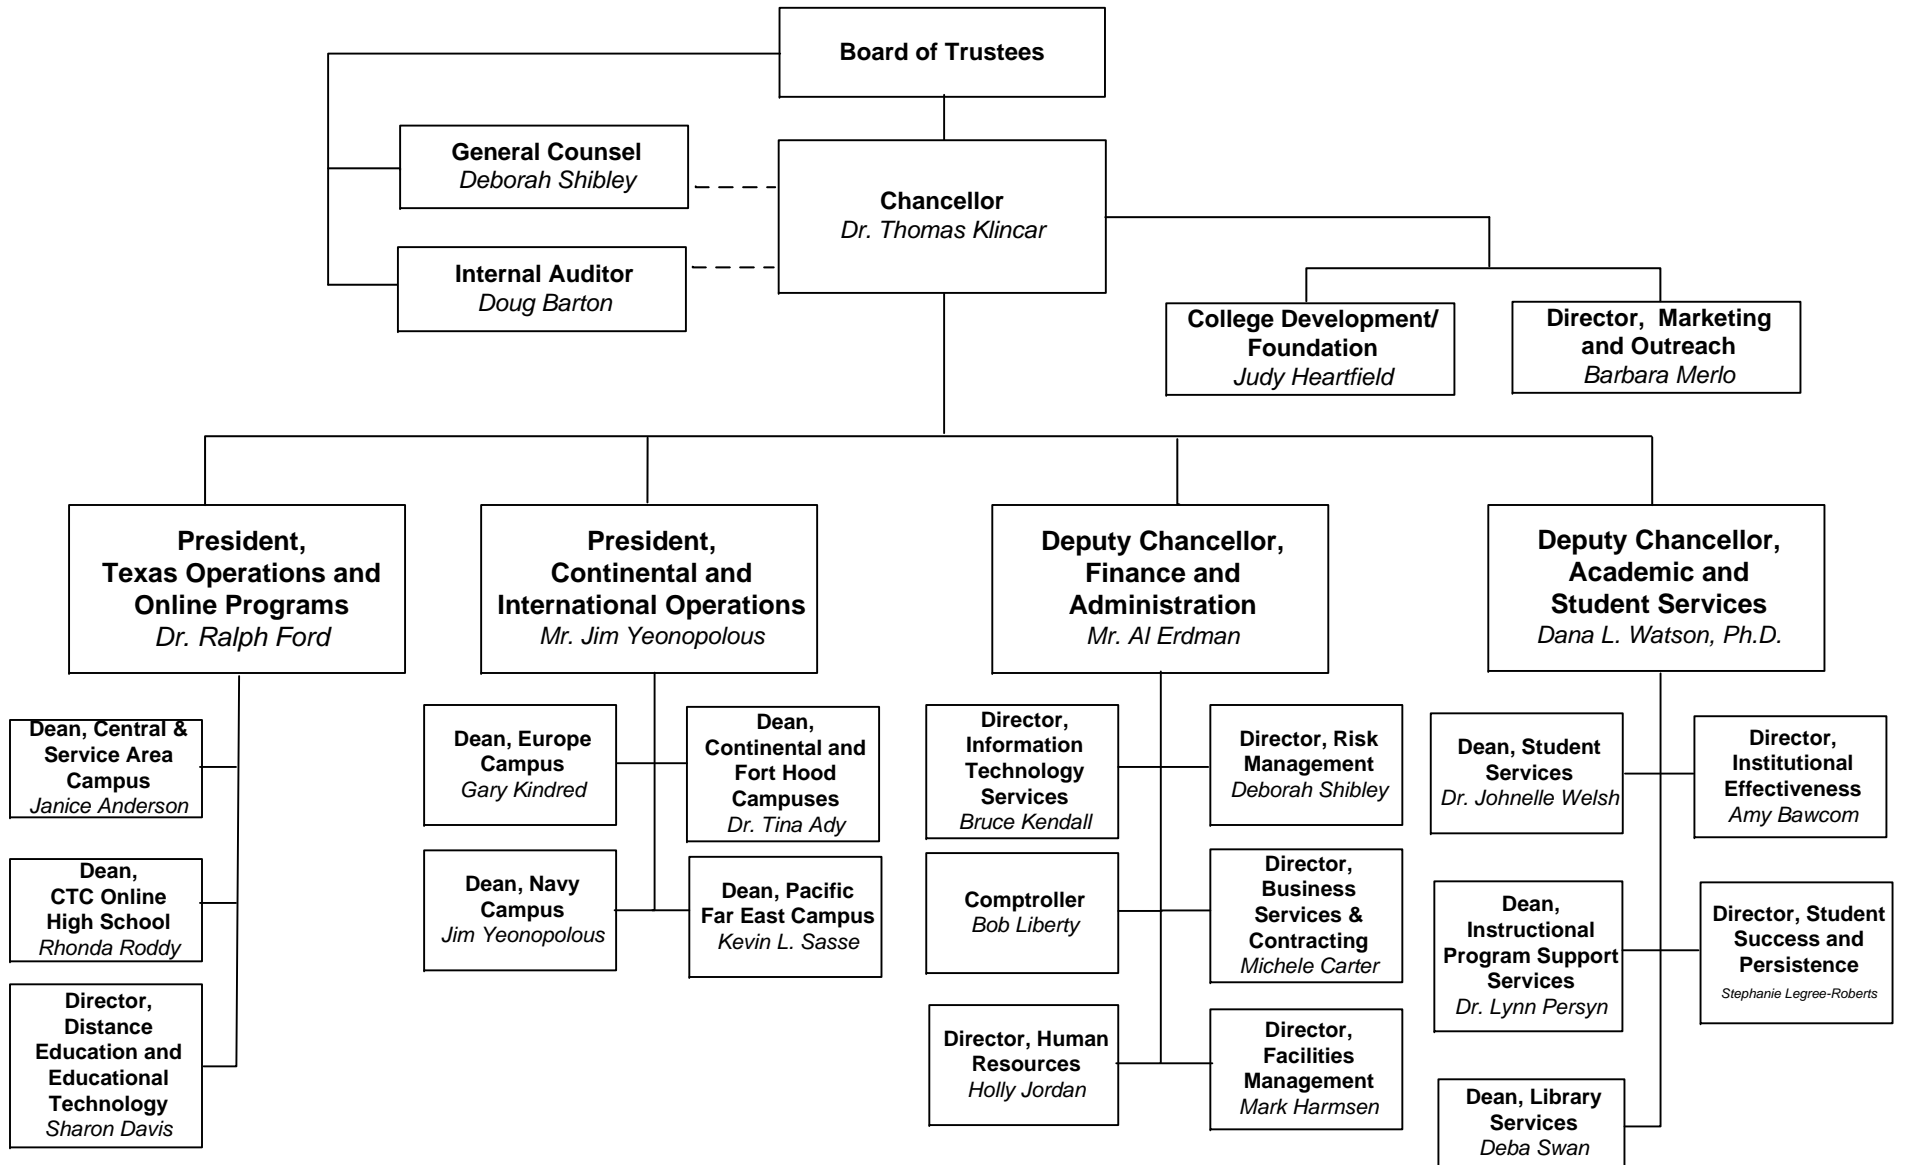 Board of Trustees
General Counsel
Deborah Shibley
Chancellor
Dr. Thomas Klincar
Internal Auditor
Doug Barton
College Development/
Foundation
Judy Heartfield
Director, Marketing
and Outreach
Barbara Merlo
President,
Texas Operations and
Online Programs
Dr. Ralph Ford
President,
Continental and
International Operations
Mr. Jim Yeonopolous
Deputy Chancellor,
Finance and
Administration
Mr. Al Erdman
Deputy Chancellor,
Academic and
Student Services
Dana L. Watson, Ph.D.
Dean, Central &
Service Area
Campus
Janice Anderson
Dean,
CTC Online
High School
Rhonda Roddy
Director,
Distance
Education and
Educational
Technology
Sharon Davis
Dean, Europe
Campus
Gary Kindred
Dean,
Continental and
Fort Hood
Campuses
Dr. Tina Ady
Dean, Navy
Campus
Jim Yeonopolous
Dean, Pacific
Far East Campus
Kevin L. Sasse
Director,
Information
Technology
Services
Bruce Kendall
Director, Risk
Management
Deborah Shibley
Comptroller
Bob Liberty
Director,
Business
Services &
Contracting
Michele Carter
Director, Human
Resources
Holly Jordan
Director,
Facilities
Management
Mark Harmsen
Dean, Student
Services
Dr. Johnelle Welsh
Director,
Institutional
Effectiveness
Amy Bawcom
Dean,
Instructional
Program Support
Services
Dr. Lynn Persyn
Director, Student
Success and
Persistence
Stephanie Legree-Roberts
Dean, Library
Services
Deba Swan